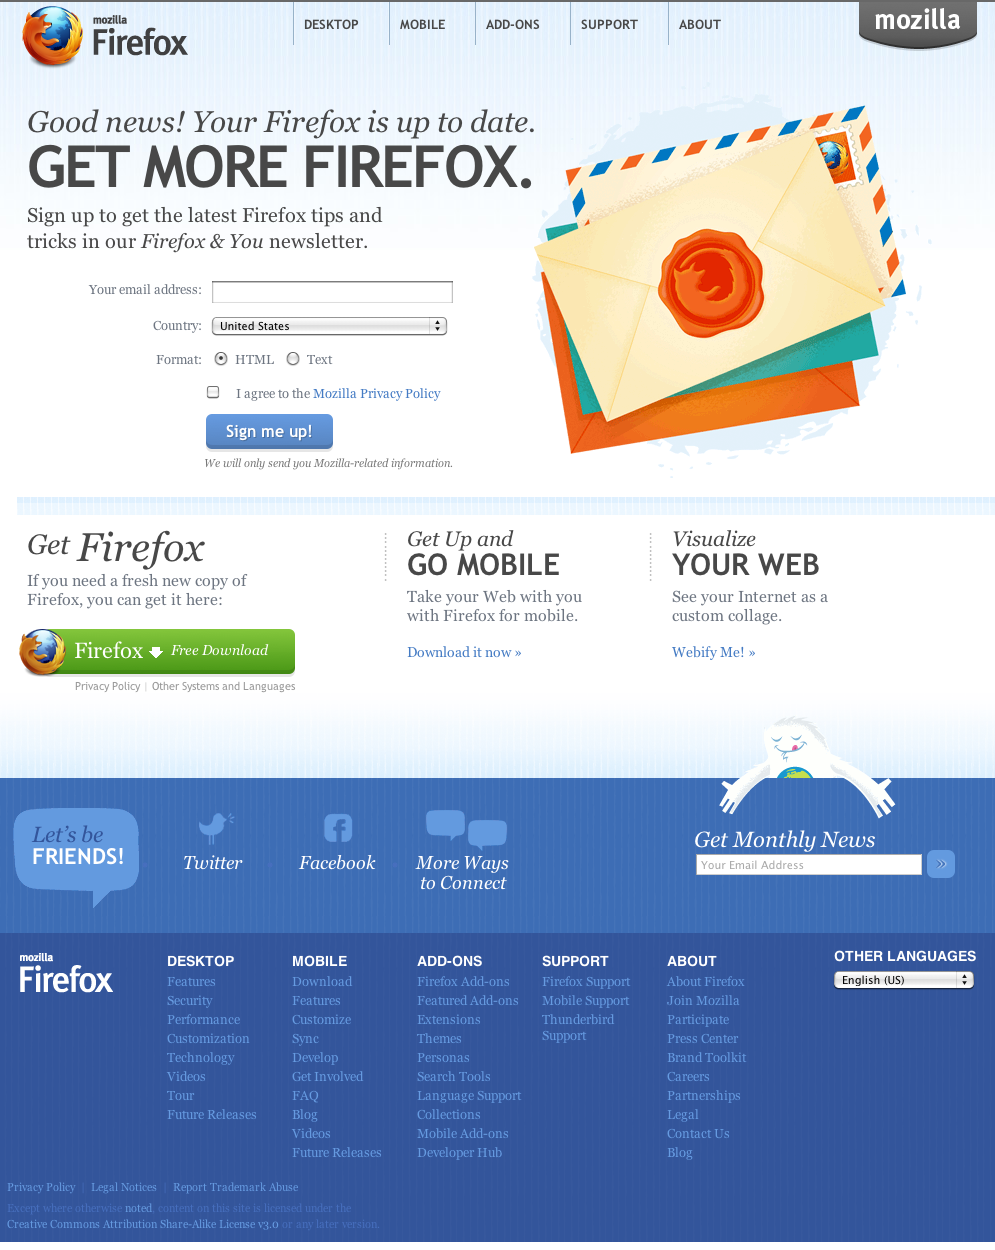 mozilla
Firefox
DESKTOP
MOBILE
ADD-ONS
SUPPORT
ABOUT
mozilla
Good news! Your Firefox is up to date.
GET MORE FIREFOX.
Sign up to get the latest Firefox tips and
tricks in our Firefox & You newsletter.
Your email address:
Country: United States
Format: HTML Text
I agree to the Mozilla Privacy Policy
Sign me up!
We will only send you Mozilla-related information.
Get Firefox
If you need a fresh new copy of
Firefox, you can get it here:
Firefox Free Download
Privacy Policy | Other Systems and Languages
Get Up and
GO MOBILE
Take your Web with you
with Firefox for mobile.
Download it now »
Visualize
YOUR WEB
See your Internet as a
custom collage.
Webify Me! »
Let's be
FRIENDS!
Twitter
Facebook
More Ways
to Connect
Get Monthly News
Your Email Address
»
mozilla
Firefox
DESKTOP
Features
Security
Performance
Customization
Technology
Videos
Tour
Future Releases
MOBILE
Download
Features
Customize
Sync
Develop
Get Involved
FAQ
Blog
Videos
Future Releases
ADD-ONS
Firefox Add-ons
Featured Add-ons
Extensions
Themes
Personas
Search Tools
Language Support
Collections
Mobile Add-ons
Developer Hub
SUPPORT
Firefox Support
Mobile Support
Thunderbird
Support
ABOUT
About Firefox
Join Mozilla
Participate
Press Center
Brand Toolkit
Careers
Partnerships
Legal
Contact Us
Blog
OTHER LANGUAGES
English (US)
Privacy Policy | Legal Notices | Report Trademark Abuse
Except where otherwise noted, content on this site is licensed under the
Creative Commons Attribution Share-Alike License v3.0 or any later version.